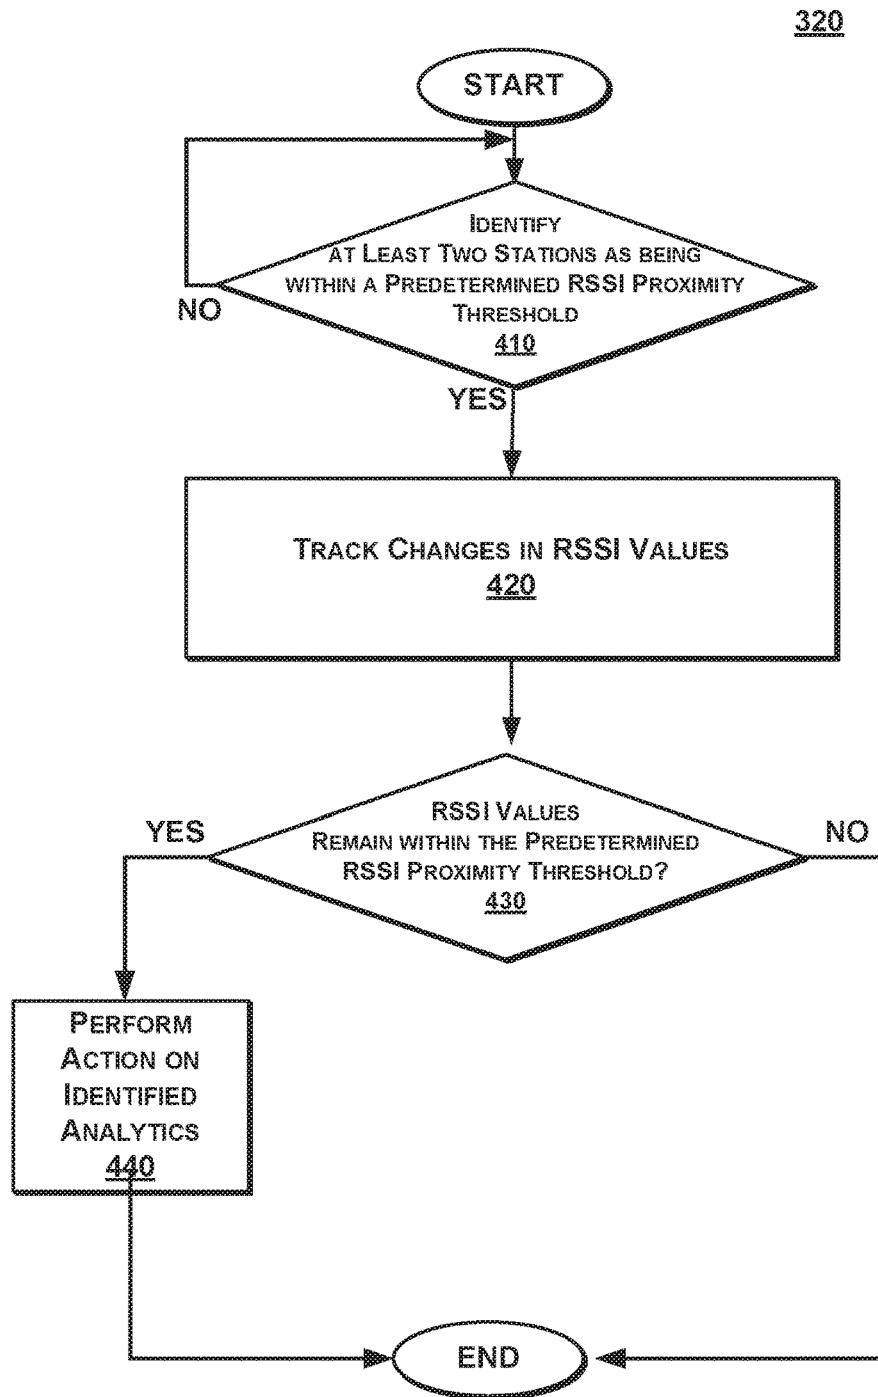 320
START
IDENTIFY
AT LEAST TWO STATIONS AS BEING
WITHIN A PREDETERMINED RSSI PROXIMITY
THRESHOLD
410
NO
YES
TRACK CHANGES IN RSSI VALUES
420
RSSI VALUES
REMAIN WITHIN THE PREDETERMINED
RSSI PROXIMITY THRESHOLD?
430
YES
NO
PERFORM
ACTION ON
IDENTIFIED
ANALYTICS
440
END